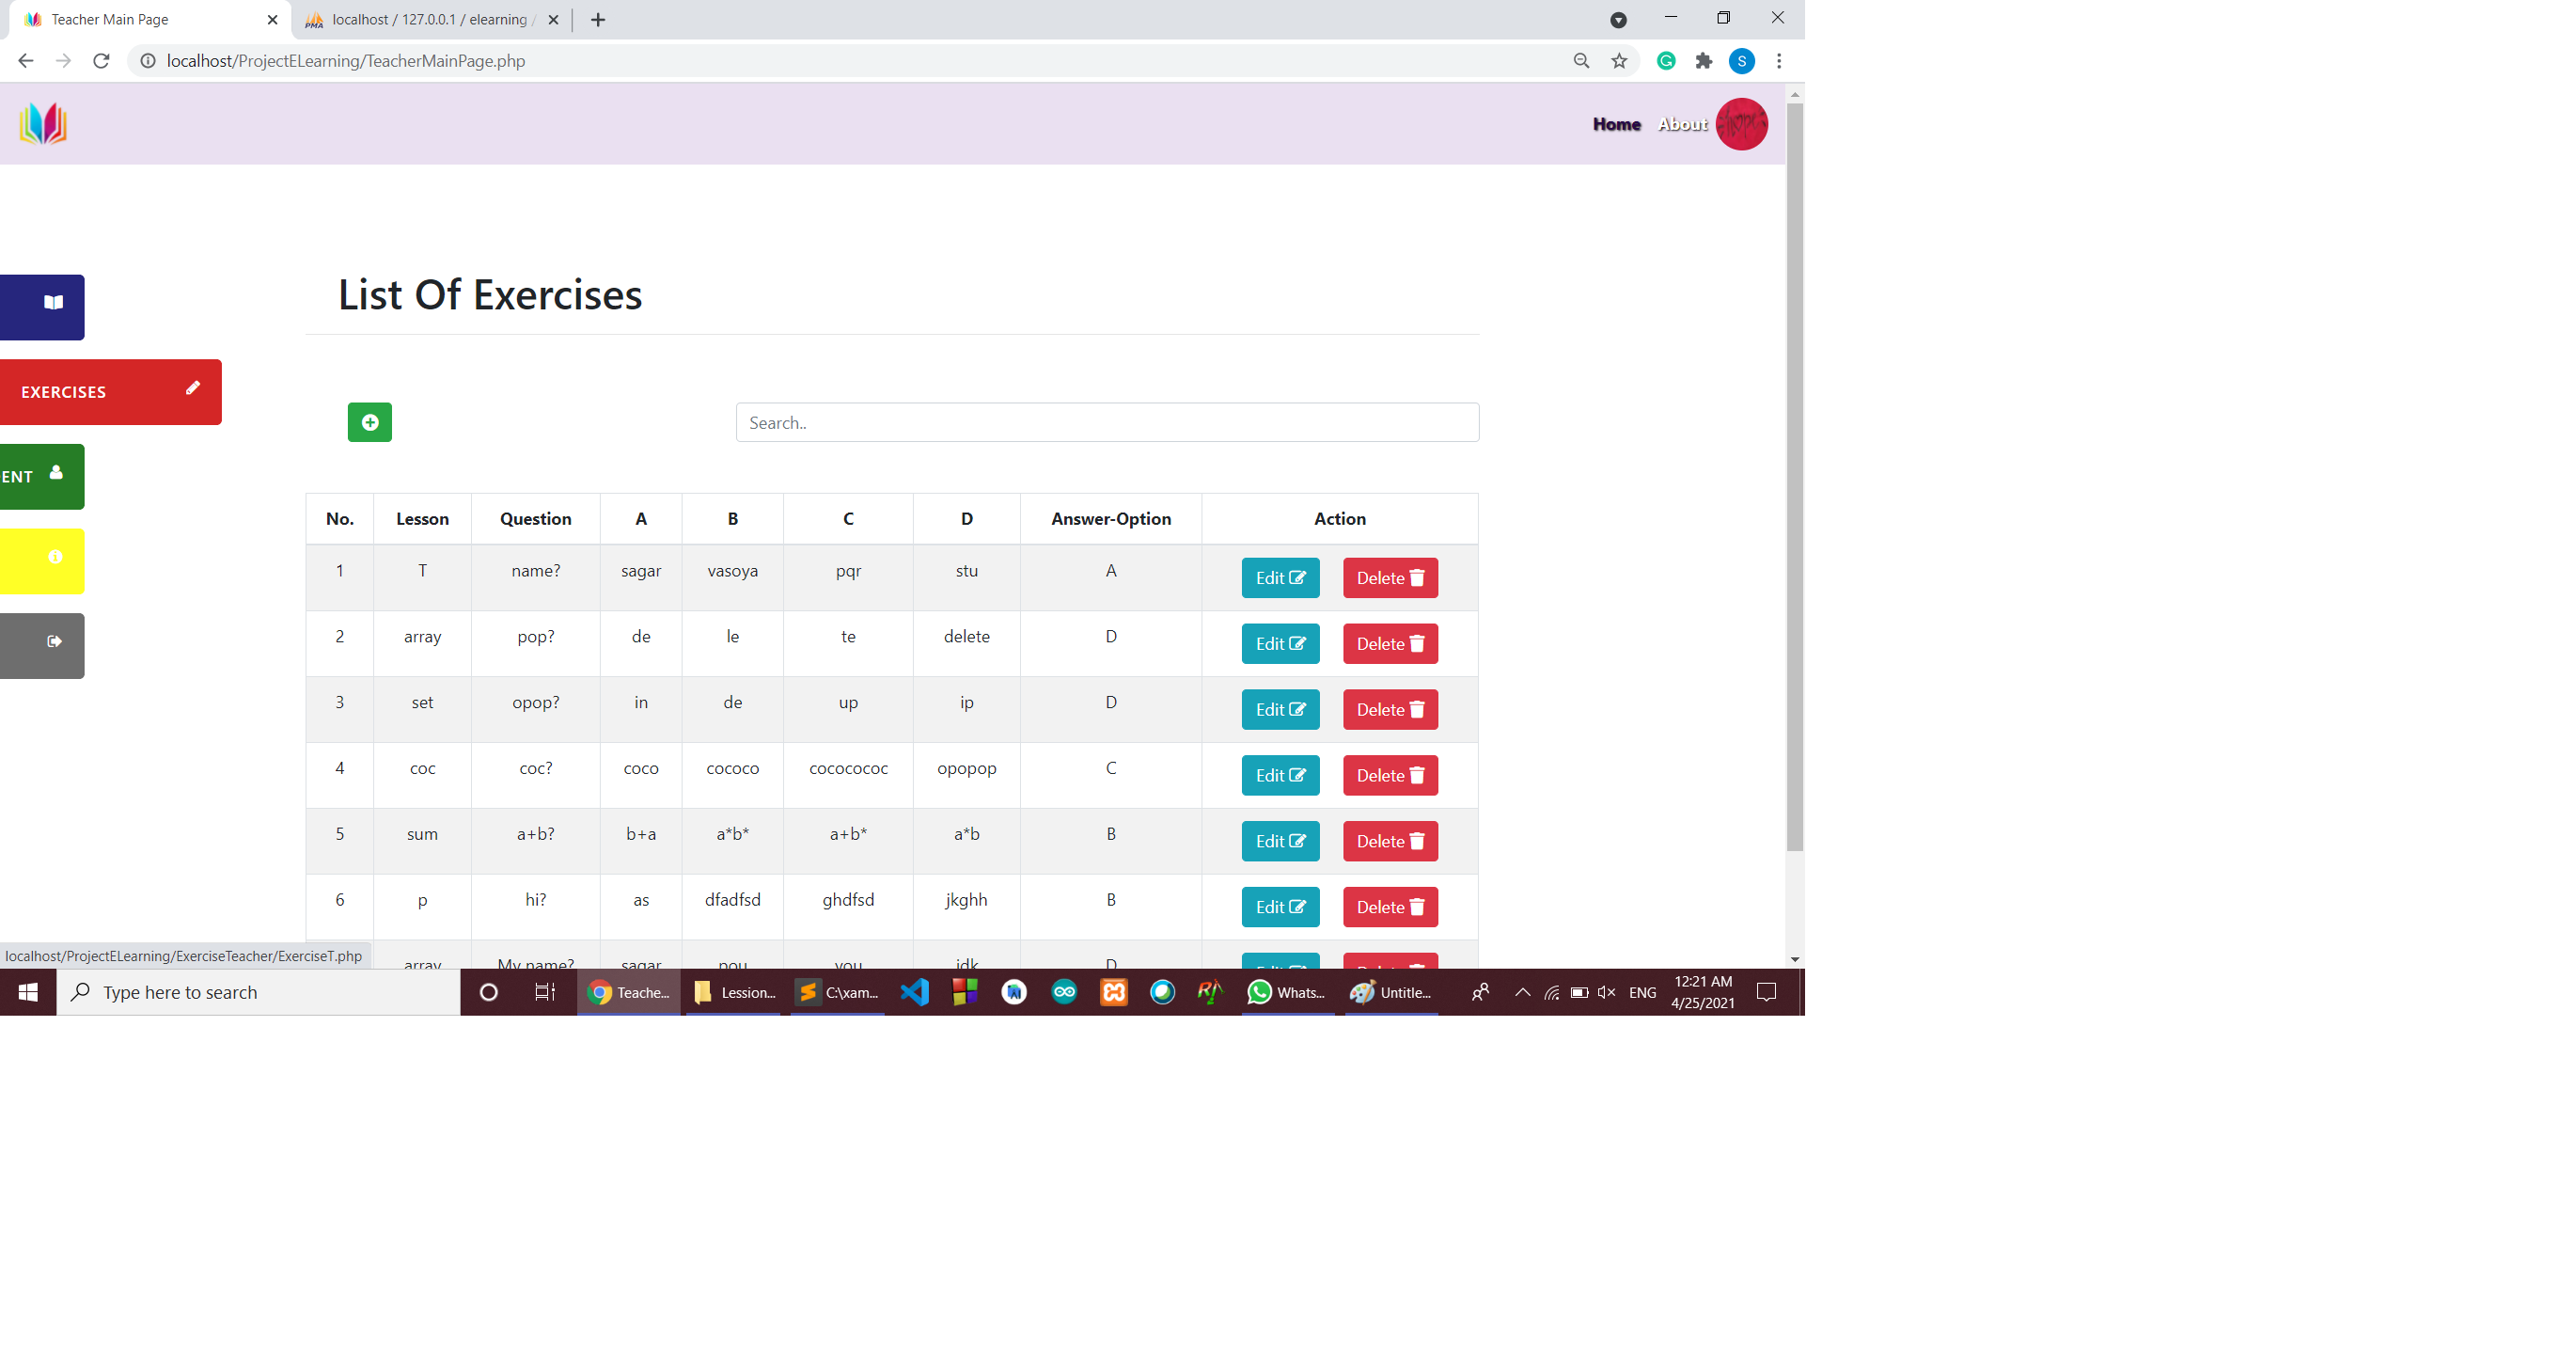 Teacher Main Page
localhost / 127.0.0.1 / elearning /
localhost/ProjectELearning/TeacherMainPage.php
S
Home About
List Of Exercises
EXERCISES
ENT
Search..
No. Lesson Question A B C D Answer-Option Action
1 T name? sagar vasoya pqr stu A Edit Delete
2 array pop? de le te delete D Edit Delete
3 set opop? in de up ip D Edit Delete
4 coc coc? coco cococo cococococ opopop C Edit Delete
5 sum a+b? b+a a*b* a+b* a*b B Edit Delete
6 p hi? as dfadfsd ghdfsd jkghh B Edit Delete
array My name? sagar pou you idk D
localhost/ProjectELearning/ExerciseTeacher/ExerciseT.php
Type here to search Teache... Lession... C:\xam... Whats... Untitle... ENG
12:21 AM
4/25/2021